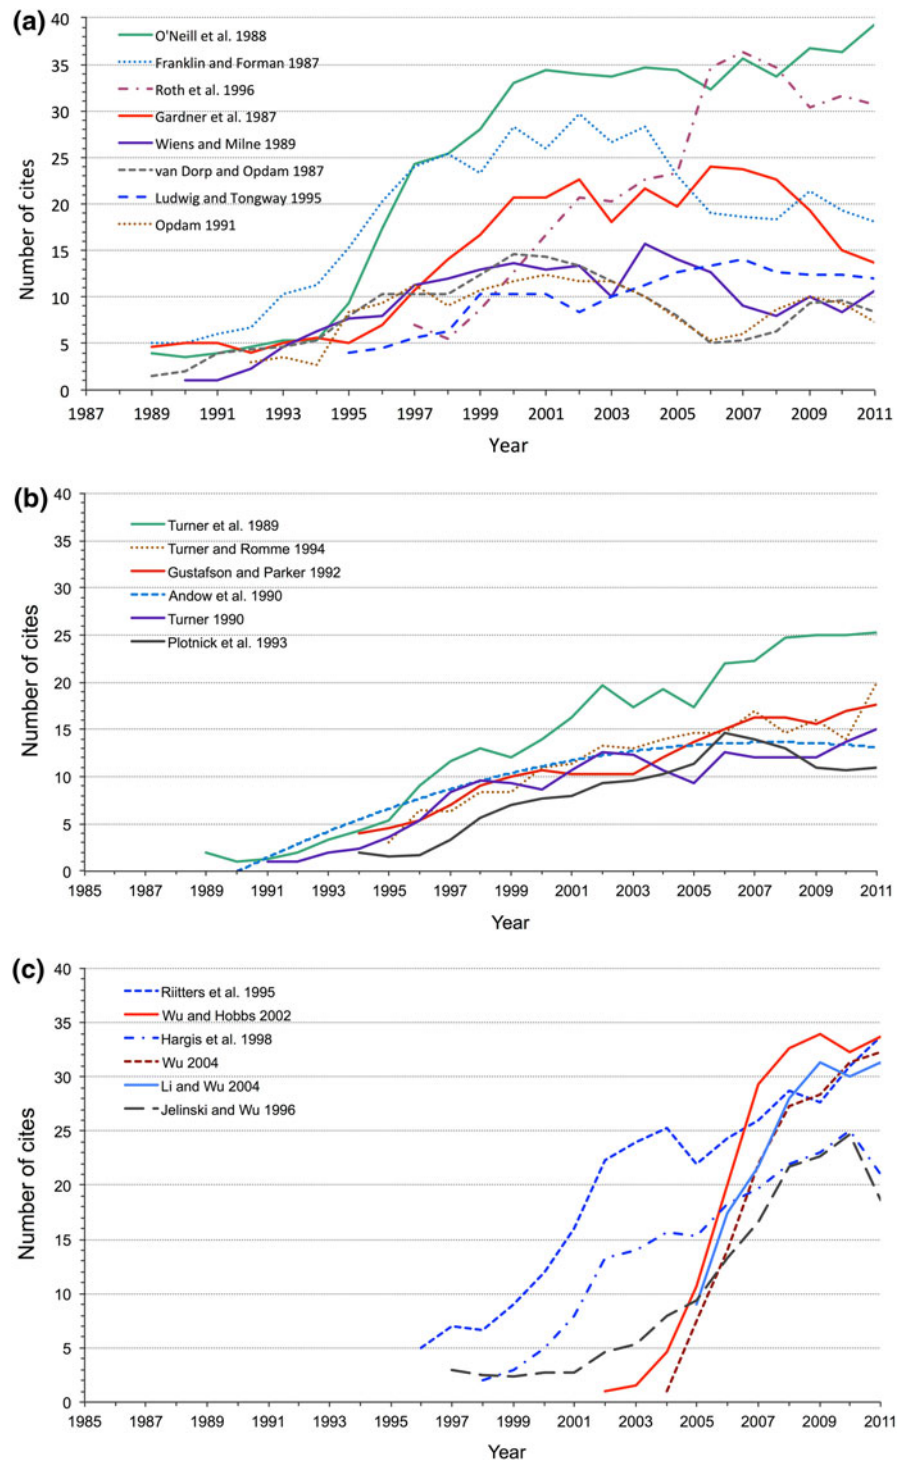 (a)
40
35
30
25
20
15
10
5
0
Number of cites
O'Neill et al. 1988
Franklin and Forman 1987
Roth et al. 1996
Gardner et al. 1987
Wiens and Milne 1989
van Dorp and Opdam 1987
Ludwig and Tongway 1995
Opdam 1991
1987 1989 1991 1993 1995 1997 1999 2001 2003 2005 2007 2009 2011
Year
(b)
40
35
30
25
20
15
10
5
0
Number of cites
Turner et al. 1989
Turner and Romme 1994
Gustafson and Parker 1992
Andow et al. 1990
Turner 1990
Plotnick et al. 1993
1985 1987 1989 1991 1993 1995 1997 1999 2001 2003 2005 2007 2009 2011
Year
(c)
40
35
30
25
20
15
10
5
0
Number of cites
Riitters et al. 1995
Wu and Hobbs 2002
Hargis et al. 1998
Wu 2004
Li and Wu 2004
Jelinski and Wu 1996
1985 1987 1989 1991 1993 1995 1997 1999 2001 2003 2005 2007 2009 2011
Year